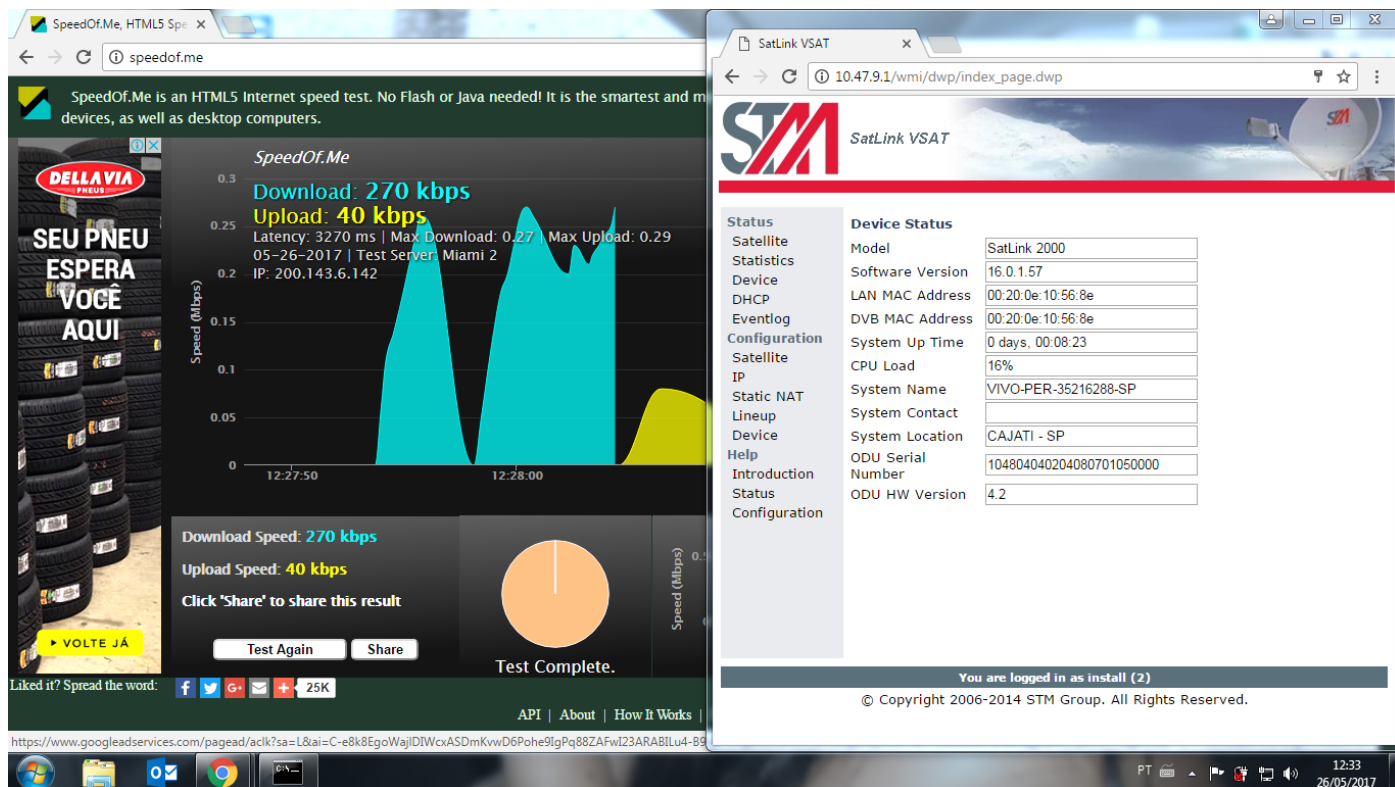 SpeedOf.Me, HTML5 Spe
speedof.me
SpeedOf.Me is an HTML5 Internet speed test. No Flash or Java needed! It is the smartest and m
devices, as well as desktop computers.
DELLAVIA
PNEUS
SEU PNEU
ESPERA
VOCÊ
AQUI
VOLTE JÁ
SpeedOf.Me
Download: 270 kbps
Upload: 40 kbps
Latency: 3270 ms | Max Download: 0.27 | Max Upload: 0.29
05-26-2017 | Test Server: Miami 2
IP: 200.143.6.142
Speed (Mbps)
0.3
0.25
0.2
0.15
0.1
0.05
0
12:27:50
12:28:00
Download Speed: 270 kbps
Upload Speed: 40 kbps
Click 'Share' to share this result
Test Again
Share
Test Complete.
Speed (Mbps)
Liked it? Spread the word:
25K
API | About | How It Works |
https://www.googleadservices.com/pagead/aclk?sa=L&ai=C-e8k8EgoWajlDIWcxASDmKvwD6Pohe9IgPq88ZAFwI23ARABILu4-B9
SatLink VSAT
10.47.9.1/wmi/dwp/index_page.dwp
STM
SatLink VSAT
STM
Status
Satellite
Statistics
Device
DHCP
Eventlog
Configuration
Satellite
IP
Static NAT
Lineup
Device
Help
Introduction
Status
Configuration
Device Status
Model SatLink 2000
Software Version 16.0.1.57
LAN MAC Address 00:20:0e:10:56:8e
DVB MAC Address 00:20:0e:10:56:8e
System Up Time 0 days, 00:08:23
CPU Load 16%
System Name VIVO-PER-35216288-SP
System Contact
System Location CAJATI - SP
ODU Serial Number 104804040204080701050000
ODU HW Version 4.2
You are logged in as install (2)
© Copyright 2006-2014 STM Group. All Rights Reserved.
PT
12:33
26/05/2017